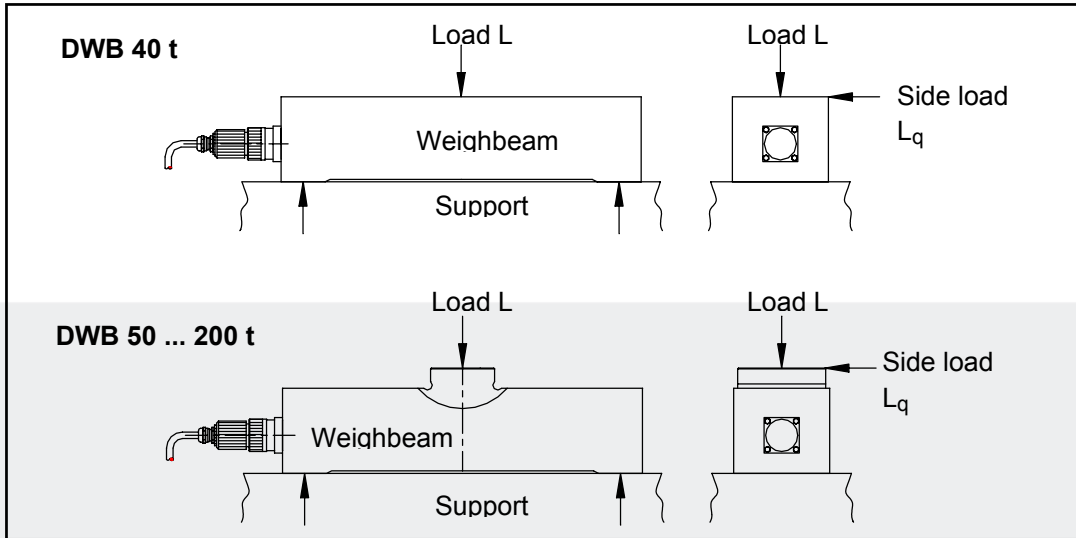 DWB 40 t
Load L
Load L
Side load
Lq
Weighbeam
Support
DWB 50 ... 200 t
Load L
Load L
Side load
Lq
Weighbeam
Support